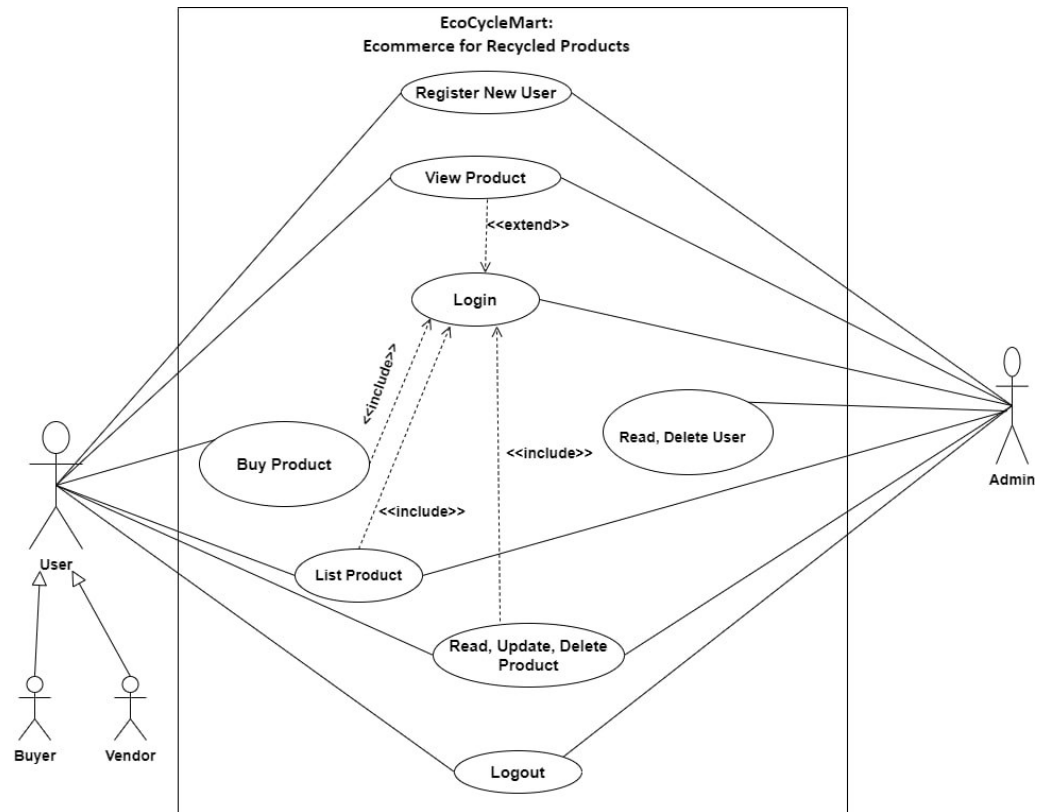 EcoCycleMart:
Ecommerce for Recycled Products
Register New User
View Product
<<extend>>
Login
<<include>>
Read, Delete User
Buy Product
<<include>>
Admin
<<include>>
User
List Product
Read, Update, Delete
Product
Buyer
Vendor
Logout